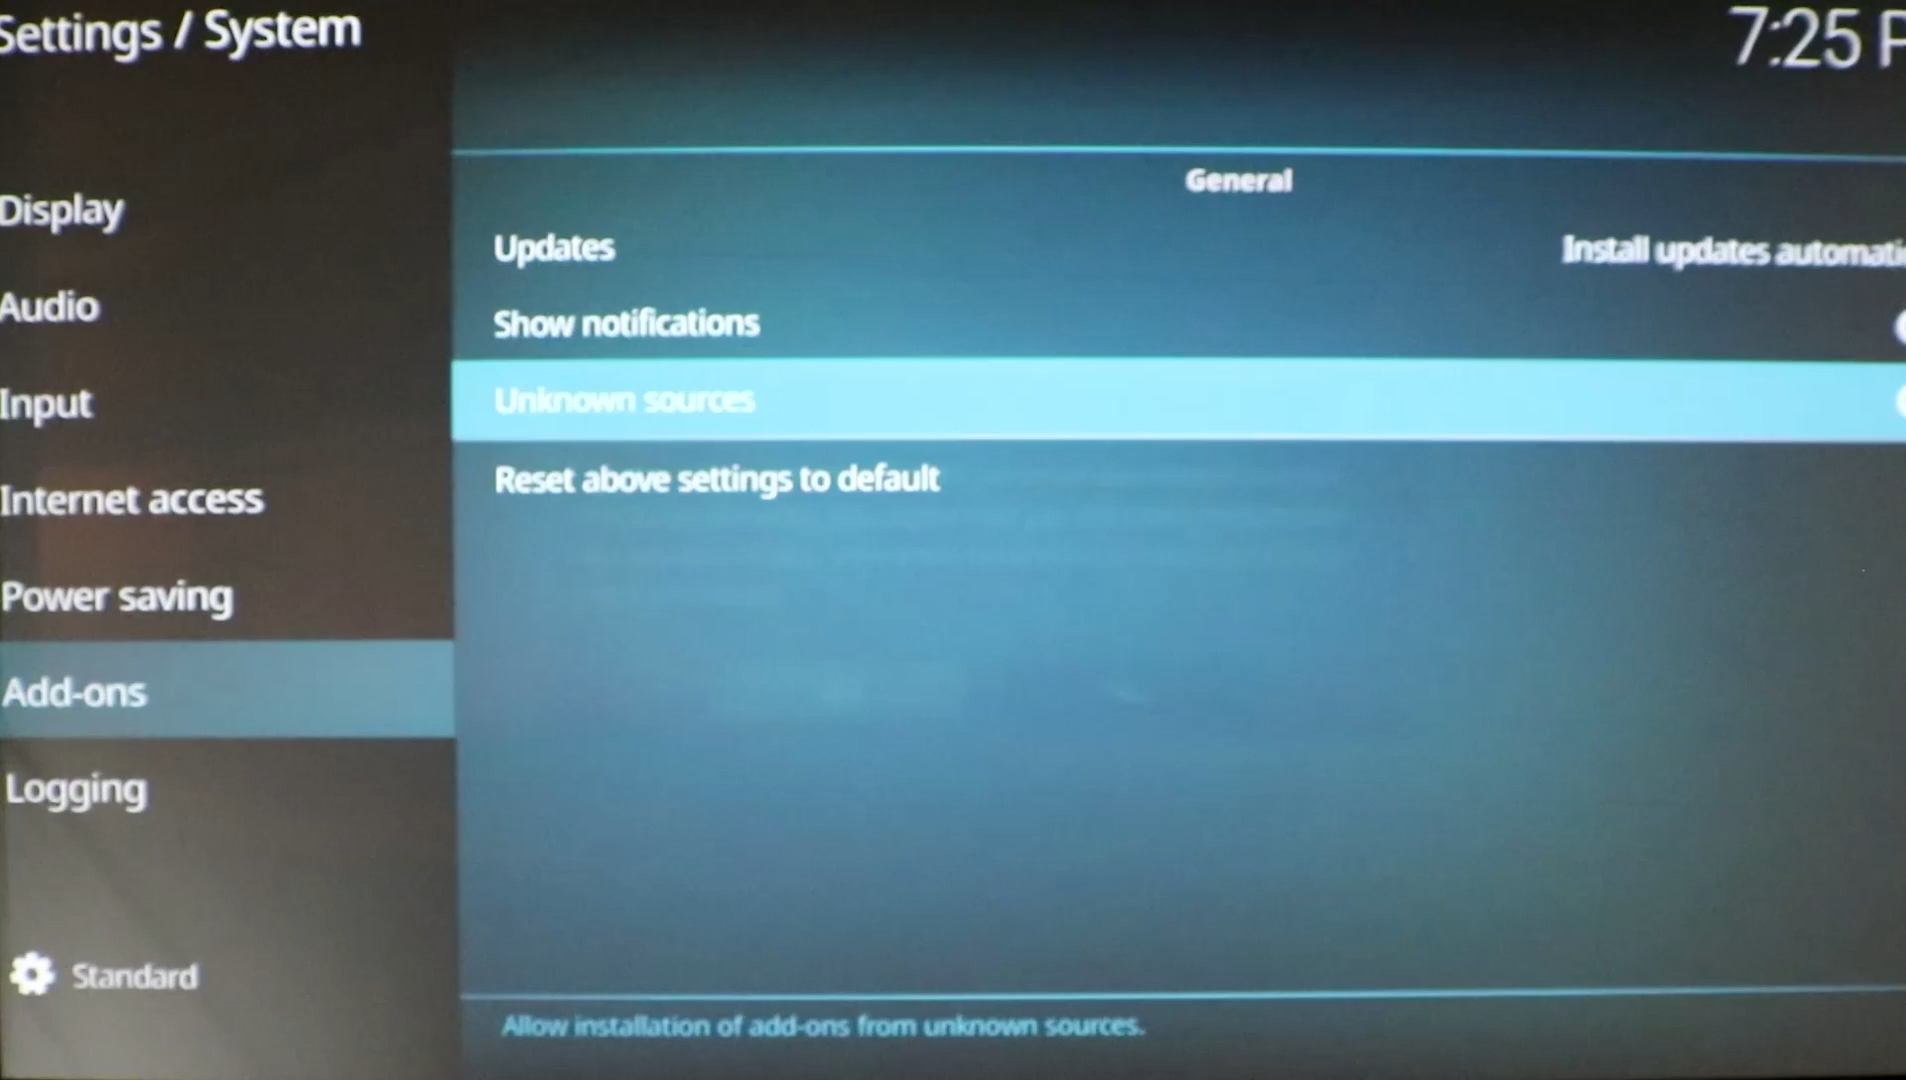 Settings / System
7:25
Display
Audio
Input
Internet access
Power saving
Add-ons
Logging
Standard
General
Updates
Install updates
Show notifications
Unknown sources
Reset above settings to default
Allow installation of add-ons from unknown sources.